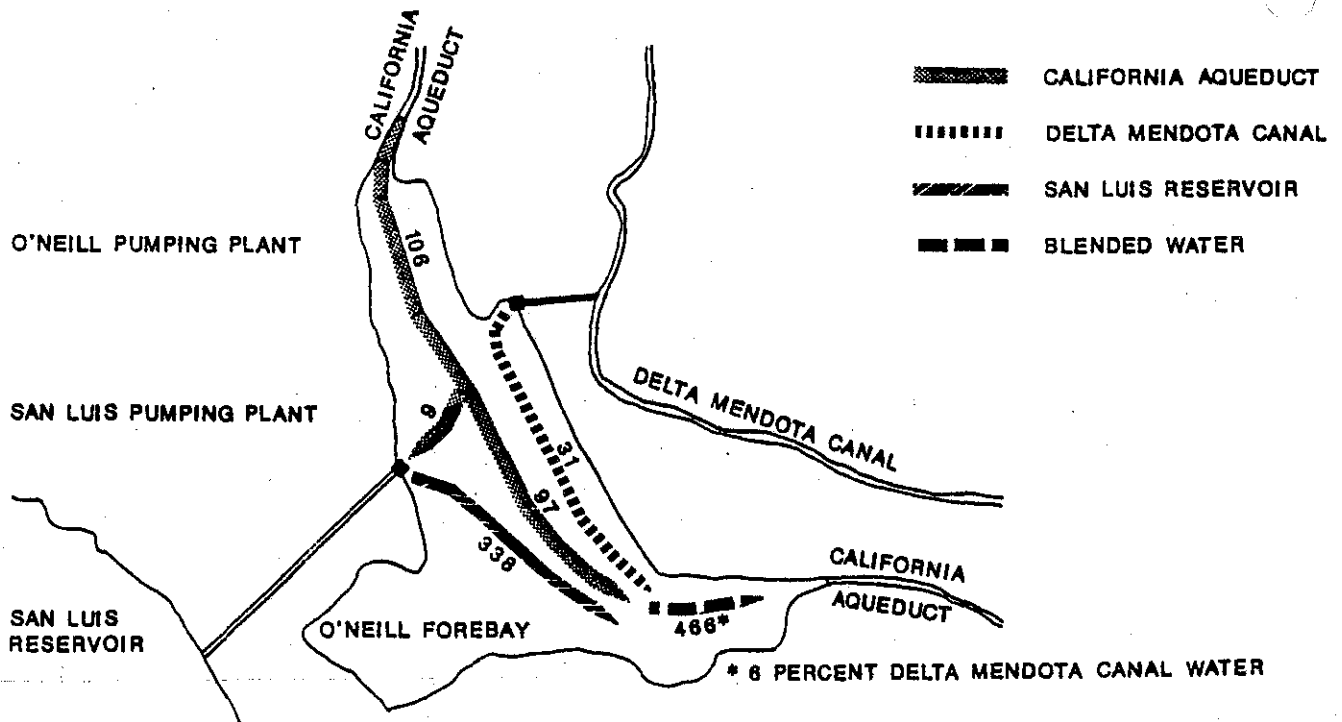 CALIFORNIA
AQUEDUCT
CALIFORNIA AQUEDUCT
DELTA MENDOTA CANAL
SAN LUIS RESERVOIR
BLENDED WATER
O'NEILL PUMPING PLANT
106
DELTA MENDOTA CANAL
SAN LUIS PUMPING PLANT
9
31
97
338
CALIFORNIA
AQUEDUCT
SAN LUIS
RESERVOIR
O'NEILL FOREBAY
466*
* 6 PERCENT DELTA MENDOTA CANAL WATER